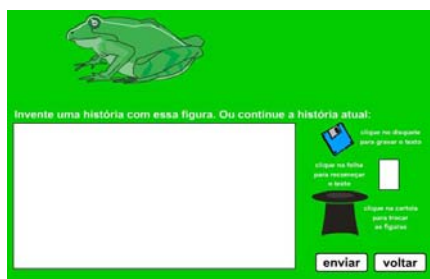 Invente uma história com essa figura. Ou continue a história atual:
clique no disquete
para gravar o texto
clique na folha
para recomeçar
o texto
clique na cartola
para trocar
as figuras
enviar
voltar